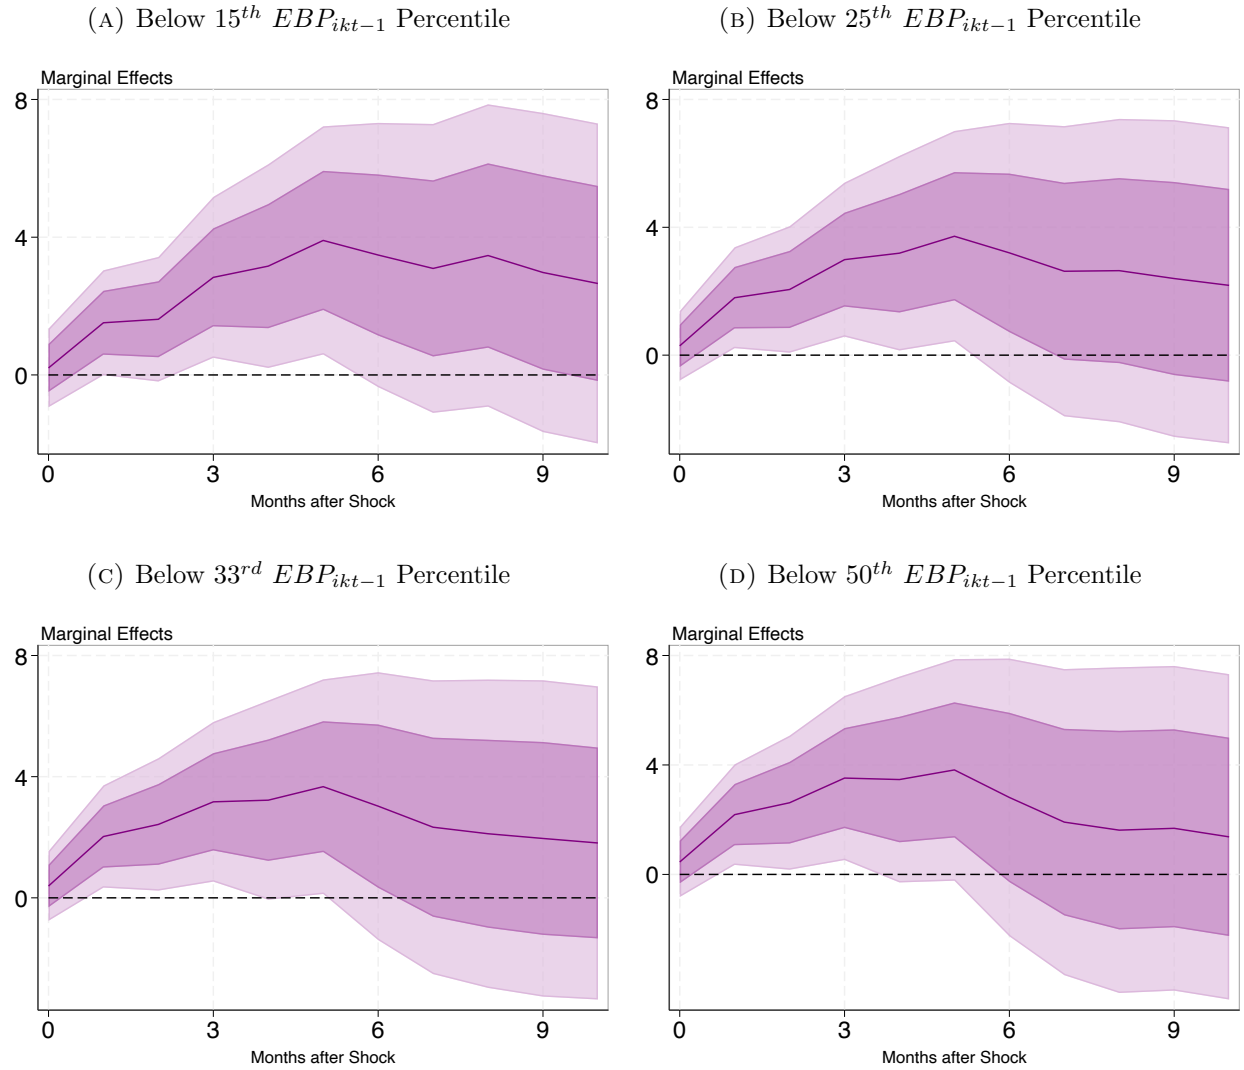 (A) Below 15th EBPikt−1 Percentile
Marginal Effects
8
4
0
0 3 6 9
Months after Shock
(B) Below 25th EBPikt−1 Percentile
Marginal Effects
8
4
0
0 3 6 9
Months after Shock
(C) Below 33rd EBPikt−1 Percentile
Marginal Effects
8
4
0
0 3 6 9
Months after Shock
(D) Below 50th EBPikt−1 Percentile
Marginal Effects
8
4
0
0 3 6 9
Months after Shock